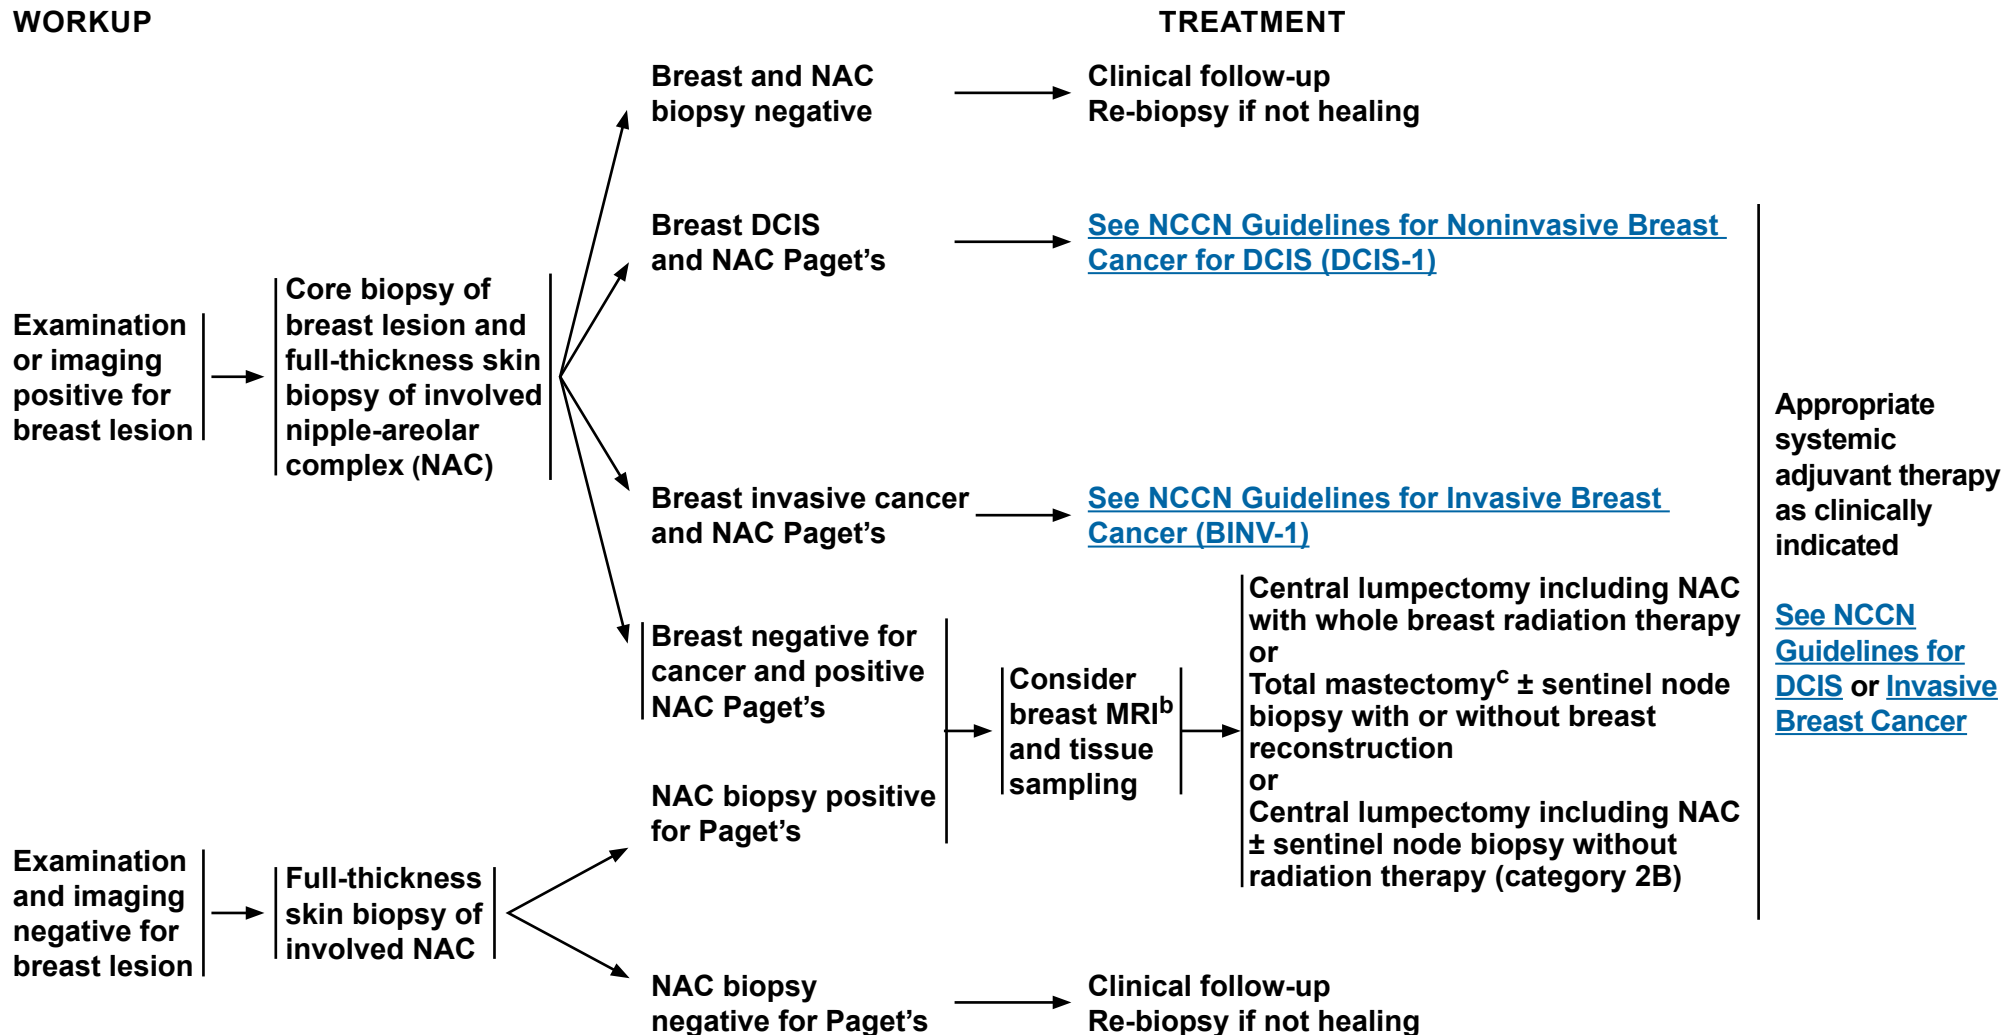 WORKUP
TREATMENT
Examination
or imaging
positive for
breast lesion
Core biopsy of
breast lesion and
full-thickness skin
biopsy of involved
nipple-areolar
complex (NAC)
Breast and NAC
biopsy negative
Clinical follow-up
Re-biopsy if not healing
Breast DCIS
and NAC Paget’s
See NCCN Guidelines for Noninvasive Breast
Cancer for DCIS (DCIS-1)
Breast invasive cancer
and NAC Paget’s
See NCCN Guidelines for Invasive Breast
Cancer (BINV-1)
Breast negative for
cancer and positive
NAC Paget’s
Examination
and imaging
negative for
breast lesion
Full-thickness
skin biopsy of
involved NAC
NAC biopsy positive
for Paget’s
Consider
breast MRIb
and tissue
sampling
Central lumpectomy including NAC
with whole breast radiation therapy
or
Total mastectomyc ± sentinel node
biopsy with or without breast
reconstruction
or
Central lumpectomy including NAC
± sentinel node biopsy without
radiation therapy (category 2B)
NAC biopsy
negative for Paget’s
Clinical follow-up
Re-biopsy if not healing
Appropriate
systemic
adjuvant therapy
as clinically
indicated
See NCCN
Guidelines for
DCIS or Invasive
Breast Cancer